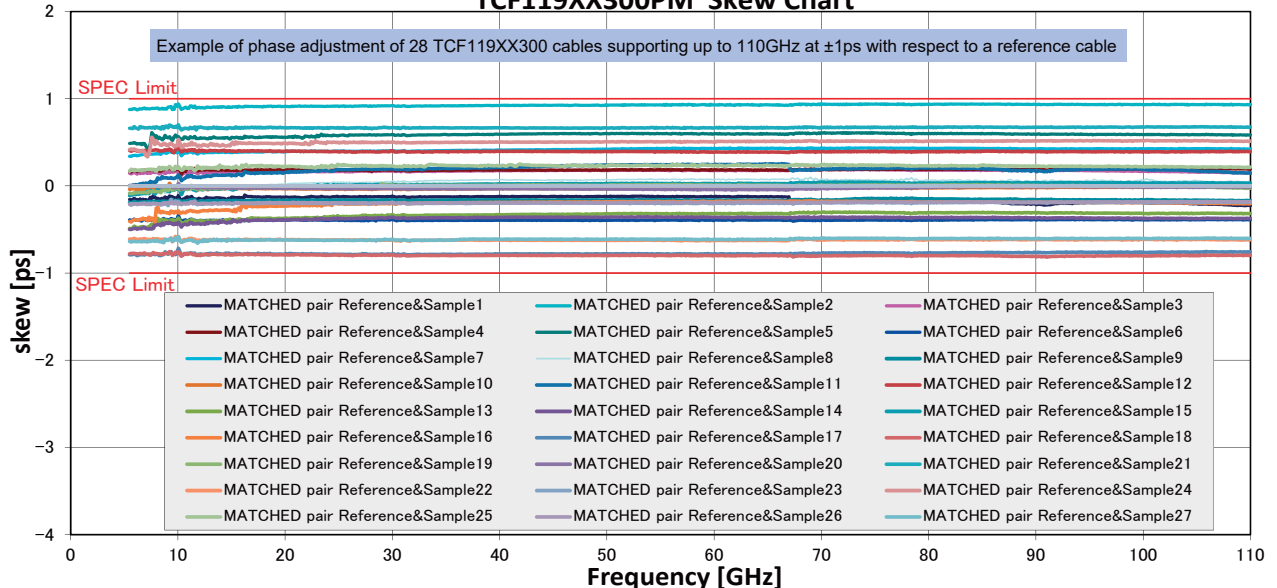 TCF119XX300PM Skew Chart
2
Example of phase adjustment of 28 TCF119XX300 cables supporting up to 110GHz at ±1ps with respect to a reference cable
SPEC Limit
1
0
-1
SPEC Limit
-2
-3
-4
skew [ps]
MATCHED pair Reference&Sample1 MATCHED pair Reference&Sample2 MATCHED pair Reference&Sample3
MATCHED pair Reference&Sample4 MATCHED pair Reference&Sample5 MATCHED pair Reference&Sample6
MATCHED pair Reference&Sample7 MATCHED pair Reference&Sample8 MATCHED pair Reference&Sample9
MATCHED pair Reference&Sample10 MATCHED pair Reference&Sample11 MATCHED pair Reference&Sample12
MATCHED pair Reference&Sample13 MATCHED pair Reference&Sample14 MATCHED pair Reference&Sample15
MATCHED pair Reference&Sample16 MATCHED pair Reference&Sample17 MATCHED pair Reference&Sample18
MATCHED pair Reference&Sample19 MATCHED pair Reference&Sample20 MATCHED pair Reference&Sample21
MATCHED pair Reference&Sample22 MATCHED pair Reference&Sample23 MATCHED pair Reference&Sample24
MATCHED pair Reference&Sample25 MATCHED pair Reference&Sample26 MATCHED pair Reference&Sample27
0 10 20 30 40 50 60 70 80 90 100 110
Frequency [GHz]